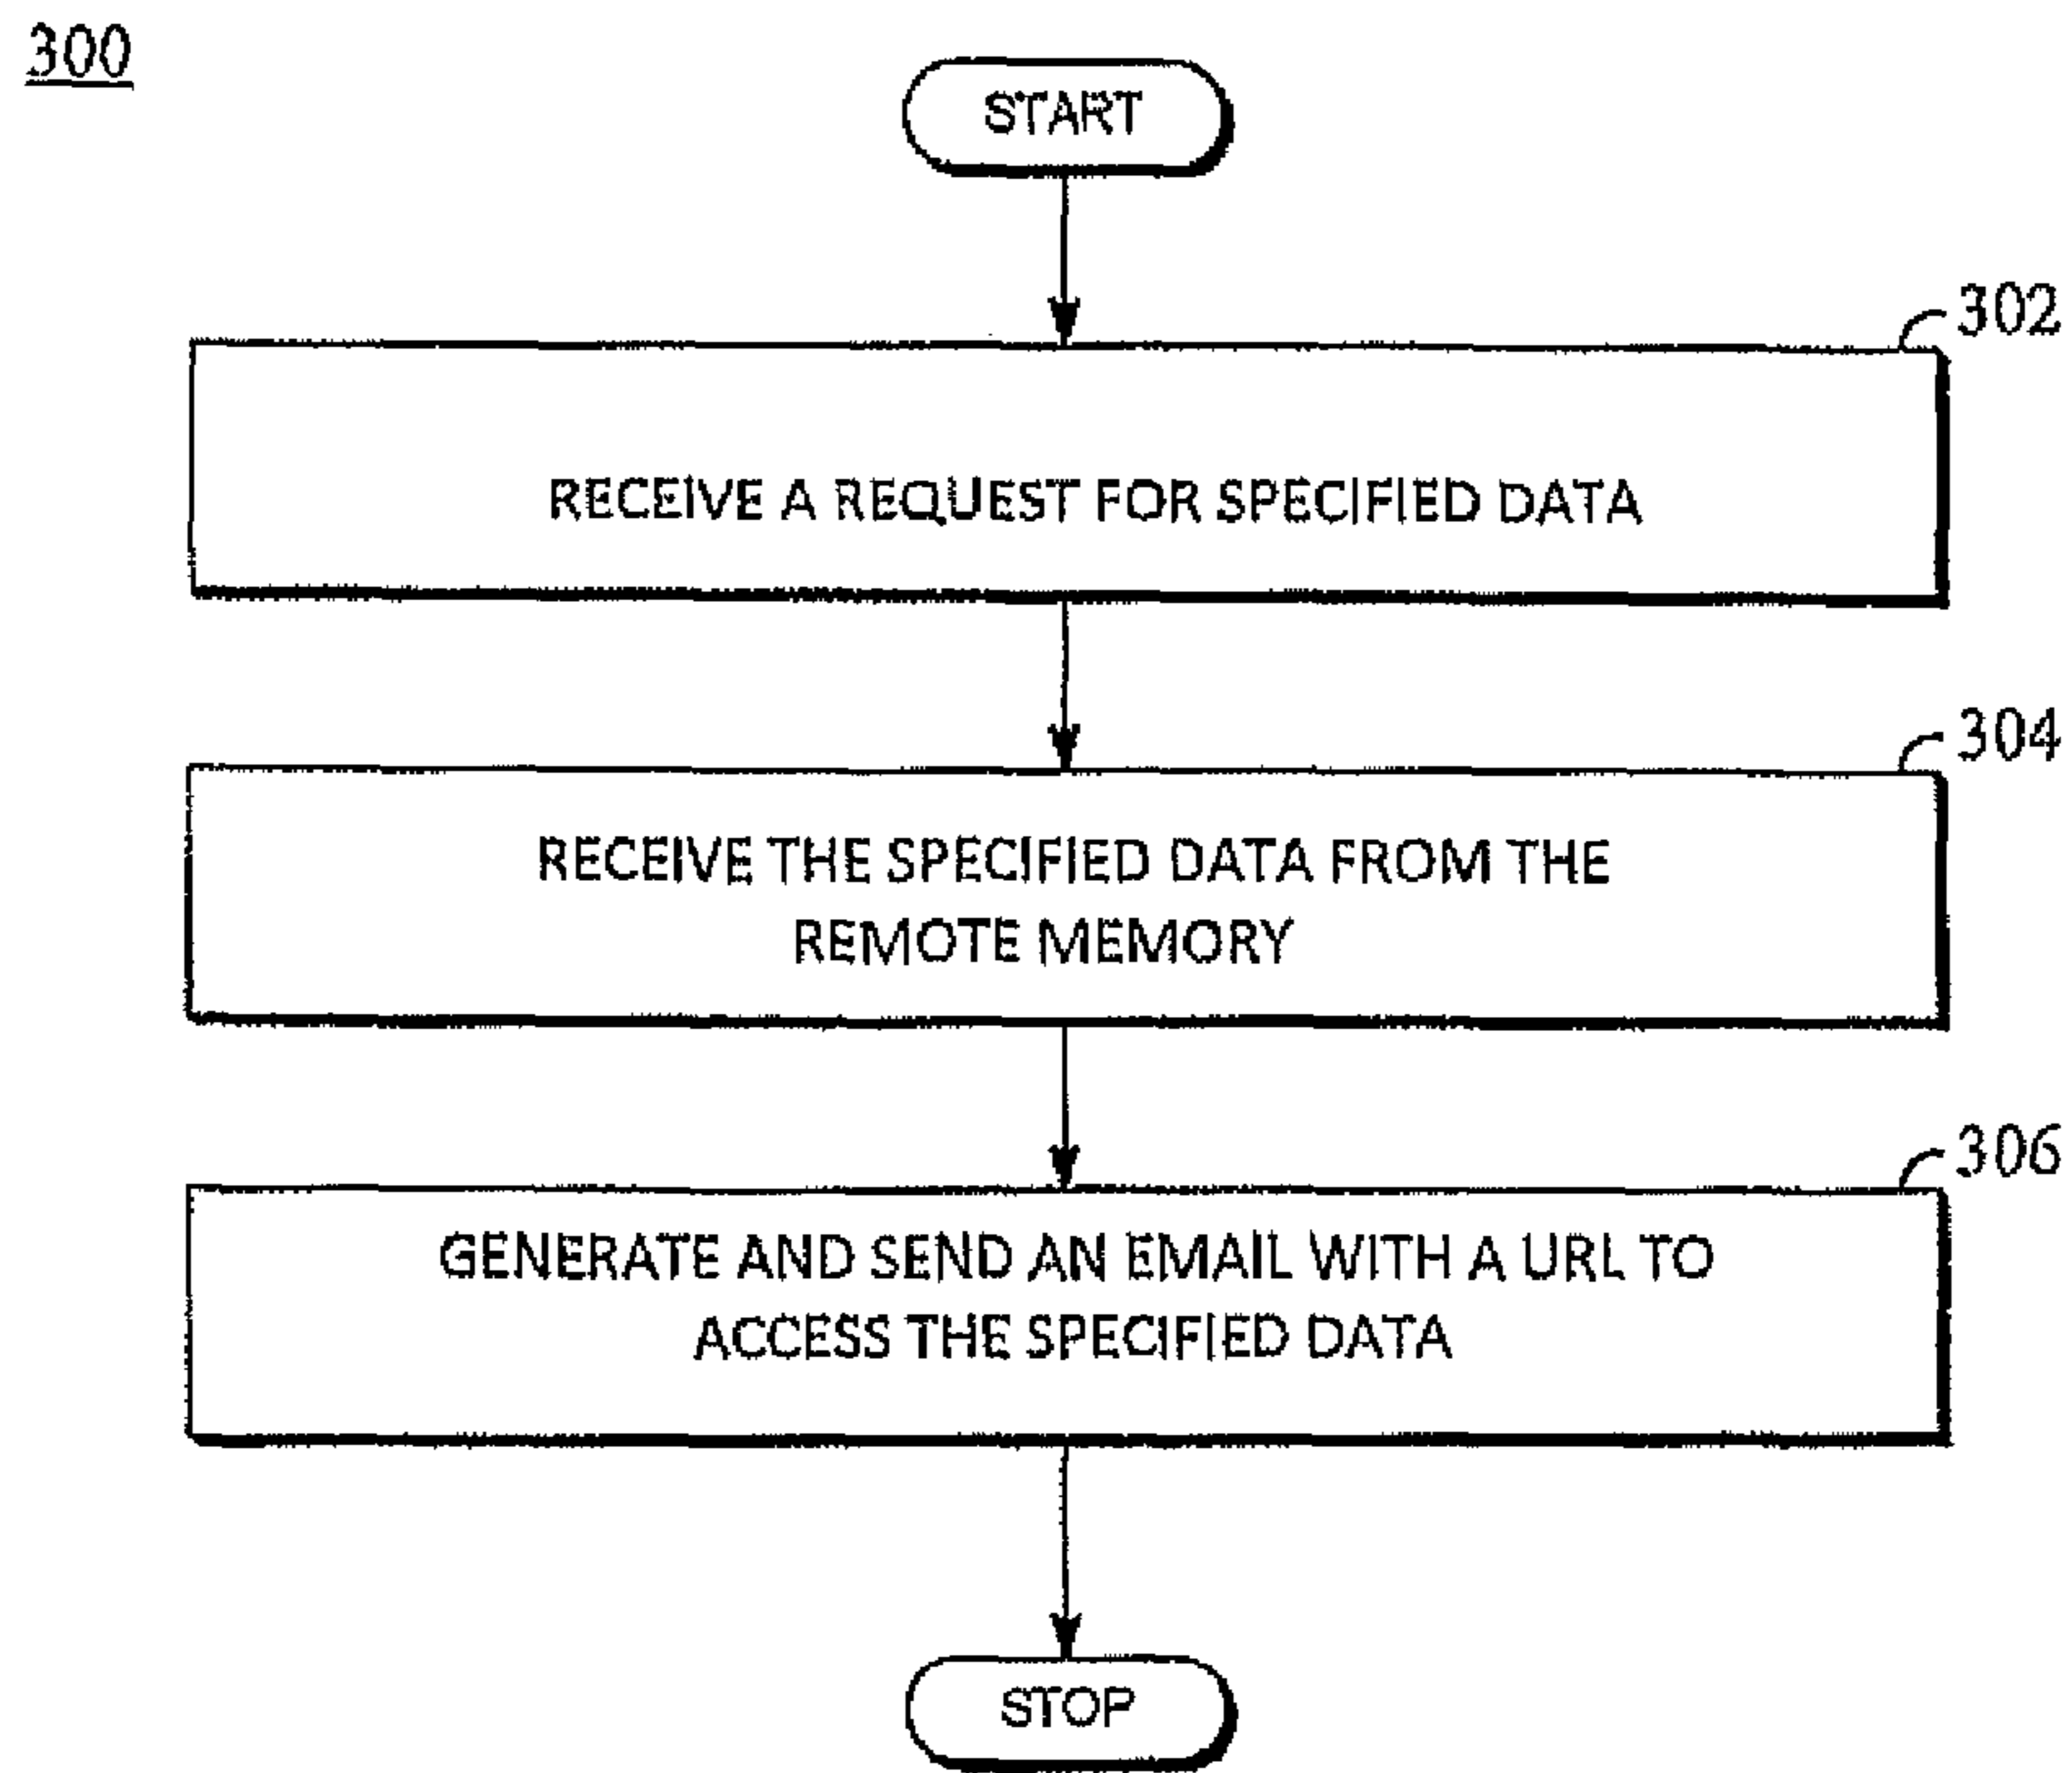 300
START
302
RECEIVE A REQUEST FOR SPECIFIED DATA
304
RECEIVE THE SPECIFIED DATA FROM THE
REMOTE MEMORY
306
GENERATE AND SEND AN EMAIL WITH A URL TO
ACCESS THE SPECIFIED DATA
STOP